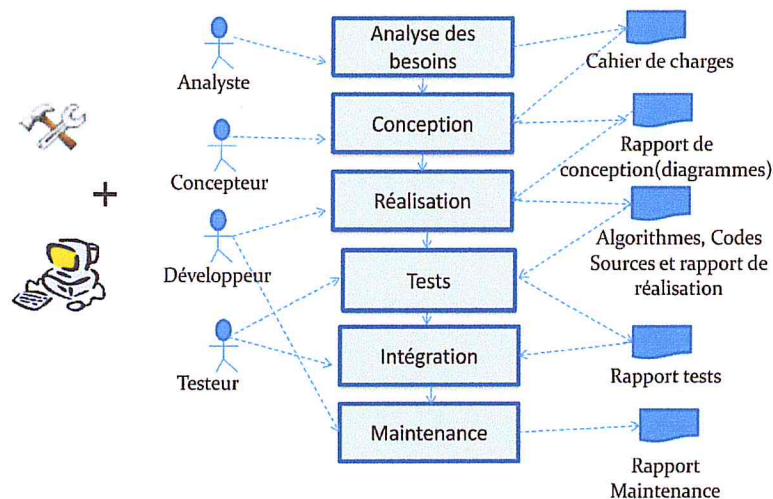 Analyse des
besoins
Analyste
Cahier de charges
Conception
Concepteur
Rapport de
conception(diagrammes)
+
Réalisation
Développeur
Algorithmes, Codes
Sources et rapport de
réalisation
Tests
Testeur
Intégration
Rapport tests
Maintenance
Rapport
Maintenance